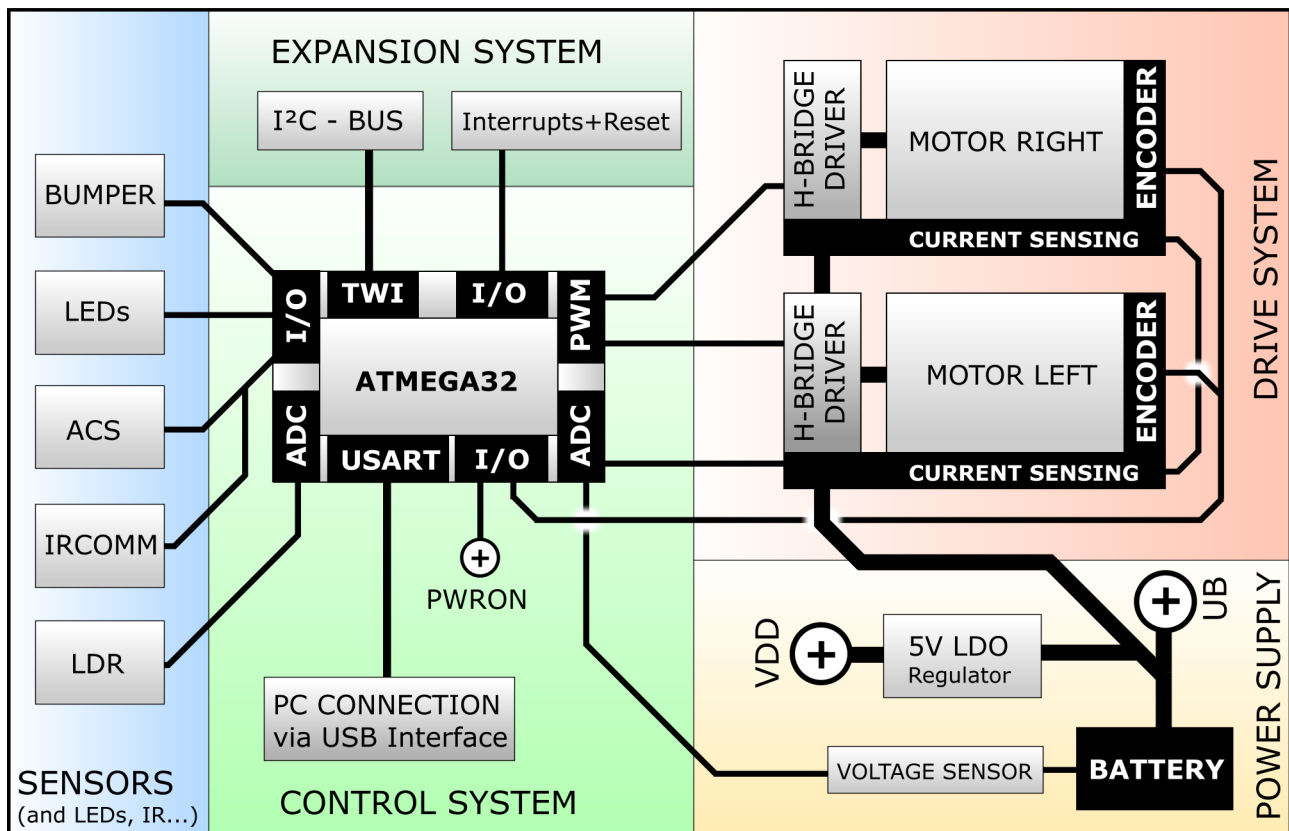 EXPANSION SYSTEM
I²C - BUS
Interrupts+Reset
BUMPER
LEDs
ACS
IRCOMM
LDR
SENSORS
(and LEDs, IR...)
I/O
TWI
I/O
PWM
ATMEGA32
ADC
USART
I/O
ADC
PWRON
PC CONNECTION
via USB Interface
CONTROL SYSTEM
H-BRIDGE
DRIVER
MOTOR RIGHT
ENCODER
CURRENT SENSING
H-BRIDGE
DRIVER
MOTOR LEFT
ENCODER
CURRENT SENSING
DRIVE SYSTEM
VDD
5V LDO
Regulator
UB
VOLTAGE SENSOR
BATTERY
POWER SUPPLY